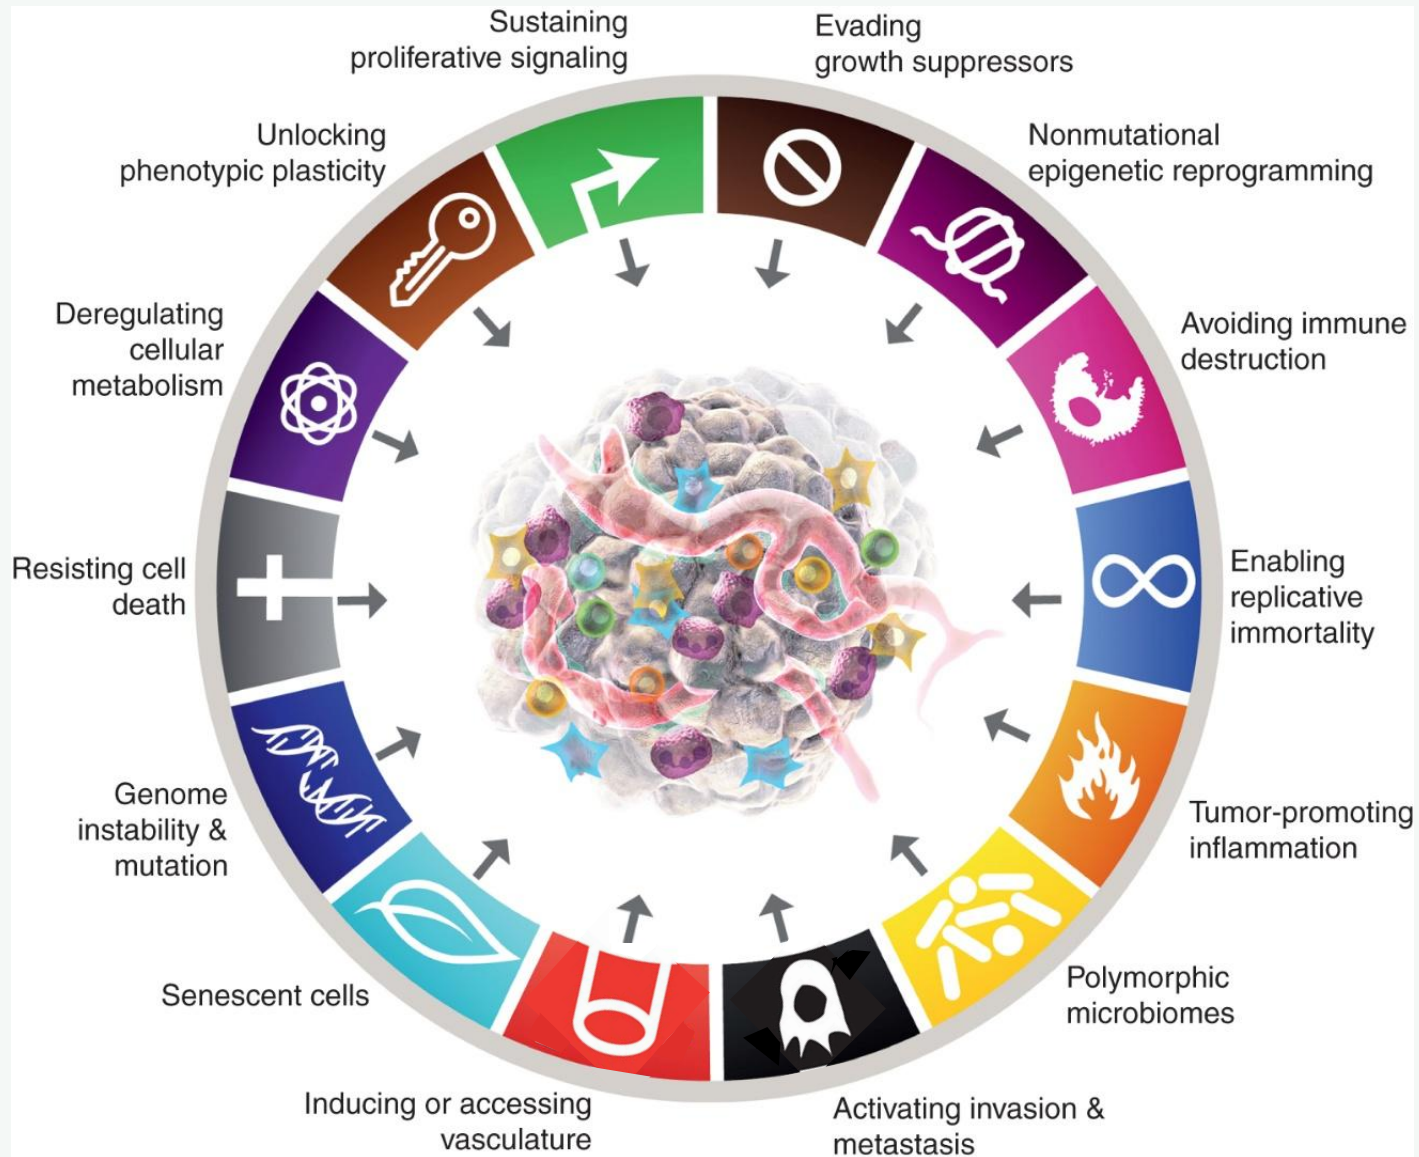 Sustaining
proliferative signaling
Evading
growth suppressors
Nonmutational
epigenetic reprogramming
Avoiding immune
destruction
Enabling
replicative
immortality
Tumor-promoting
inflammation
Polymorphic
microbiomes
Activating invasion &
metastasis
Inducing or accessing
vasculature
Senescent cells
Genome
instability &
mutation
Resisting cell
death
Deregulating
cellular
metabolism
Unlocking
phenotypic plasticity